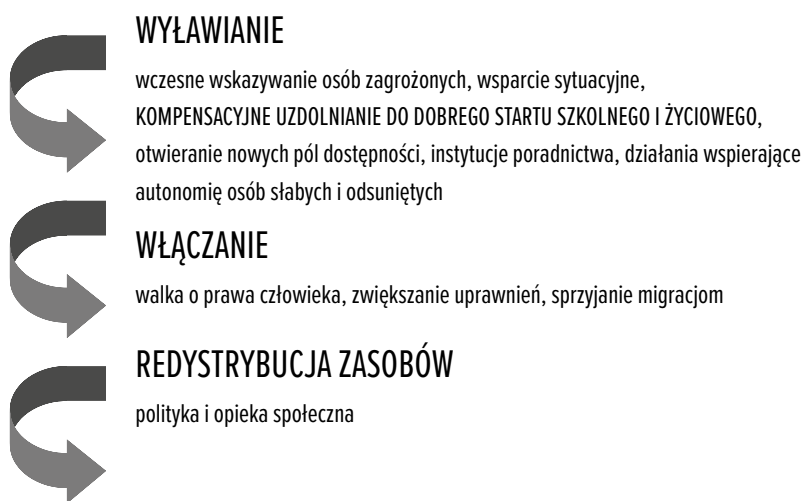 WYŁAWIANIE
wczesne wskazywanie osób zagrożonych, wsparcie sytuacyjne,
KOMPENSACYJNE UZDOLNIANIE DO DOBREGO STARTU SZKOLNEGO I ŻYCIOWEGO,
otwieranie nowych pól dostępności, instytucje poradnictwa, działania wspierające
autonomię osób słabych i odsuniętych
WŁĄCZANIE
walka o prawa człowieka, zwiększanie uprawnień, sprzyjanie migracjom
REDYSTRYBUCJA ZASOBÓW
polityka i opieka społeczna